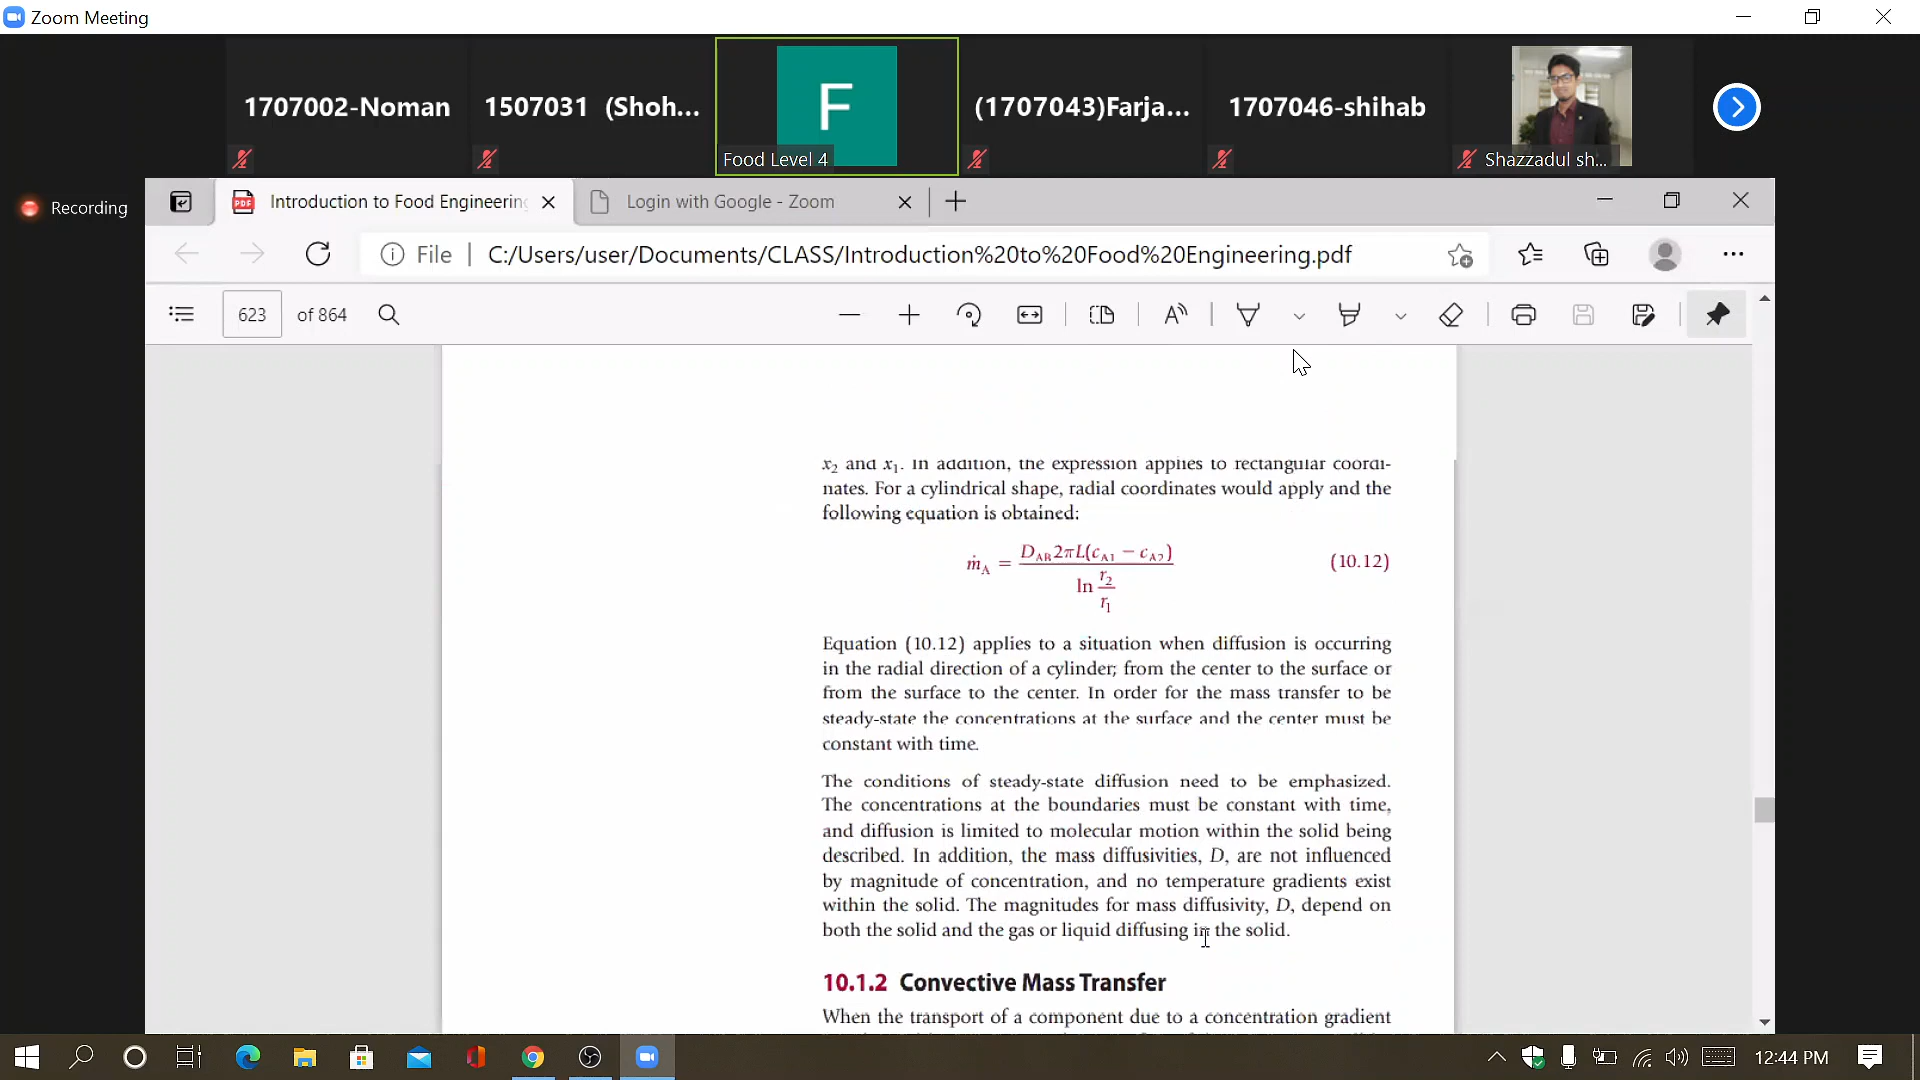 Zoom Meeting
1707002-Noman
1507031 (Shoh...
F
Food Level 4
(1707043)Farja...
1707046-shihab
Shazzadul sh...
Recording
Introduction to Food Engineering
Login with Google - Zoom
File | C:/Users/user/Documents/CLASS/Introduction%20to%20Food%20Engineering.pdf
623 of 864
x₂ and x₁. In addition, the expression applies to rectangular coordi-
nates. For a cylindrical shape, radial coordinates would apply and the
following equation is obtained:
ṁ_A = D_AB 2πL(c_A1 − c_A2) / ln (r₂/r₁) (10.12)
Equation (10.12) applies to a situation when diffusion is occurring
in the radial direction of a cylinder; from the center to the surface or
from the surface to the center. In order for the mass transfer to be
steady-state the concentrations at the surface and the center must be
constant with time.
The conditions of steady-state diffusion need to be emphasized.
The concentrations at the boundaries must be constant with time,
and diffusion is limited to molecular motion within the solid being
described. In addition, the mass diffusivities, D, are not influenced
by magnitude of concentration, and no temperature gradients exist
within the solid. The magnitudes for mass diffusivity, D, depend on
both the solid and the gas or liquid diffusing in the solid.
10.1.2 Convective Mass Transfer
When the transport of a component due to a concentration gradient
12:44 PM